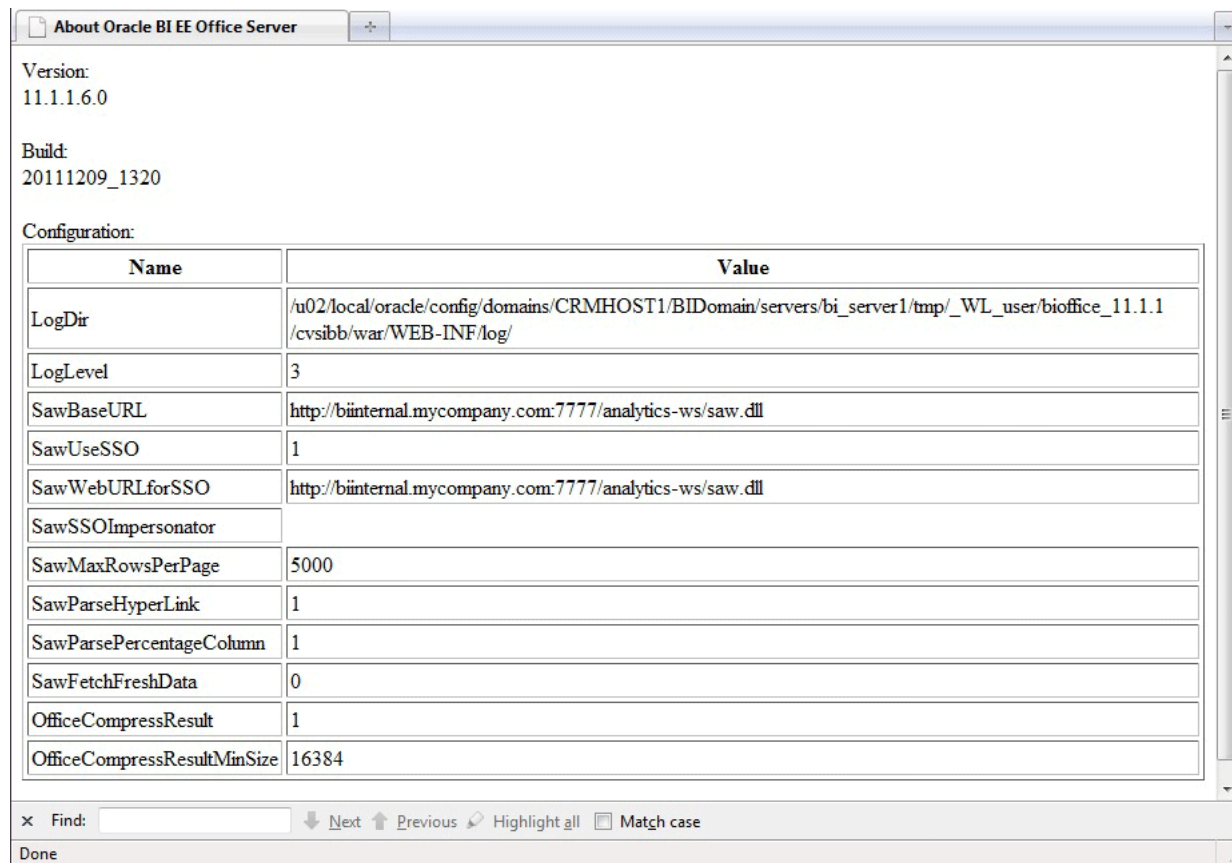 About Oracle BI EE Office Server
Version:
11.1.1.6.0
Build:
20111209_1320
Configuration:
Name Value
LogDir /u02/local/oracle/config/domains/CRMHOST1/BIDomain/servers/bi_server1/tmp/_WL_user/bioffice_11.1.1
/cvsibb/war/WEB-INF/log/
LogLevel 3
SawBaseURL http://biinternal.mycompany.com:7777/analytics-ws/saw.dll
SawUseSSO 1
SawWebURLforSSO http://biinternal.mycompany.com:7777/analytics-ws/saw.dll
SawSSOImpersonator
SawMaxRowsPerPage 5000
SawParseHyperLink 1
SawParsePercentageColumn 1
SawFetchFreshData 0
OfficeCompressResult 1
OfficeCompressResultMinSize 16384
x Find: Next Previous Highlight all Match case
Done